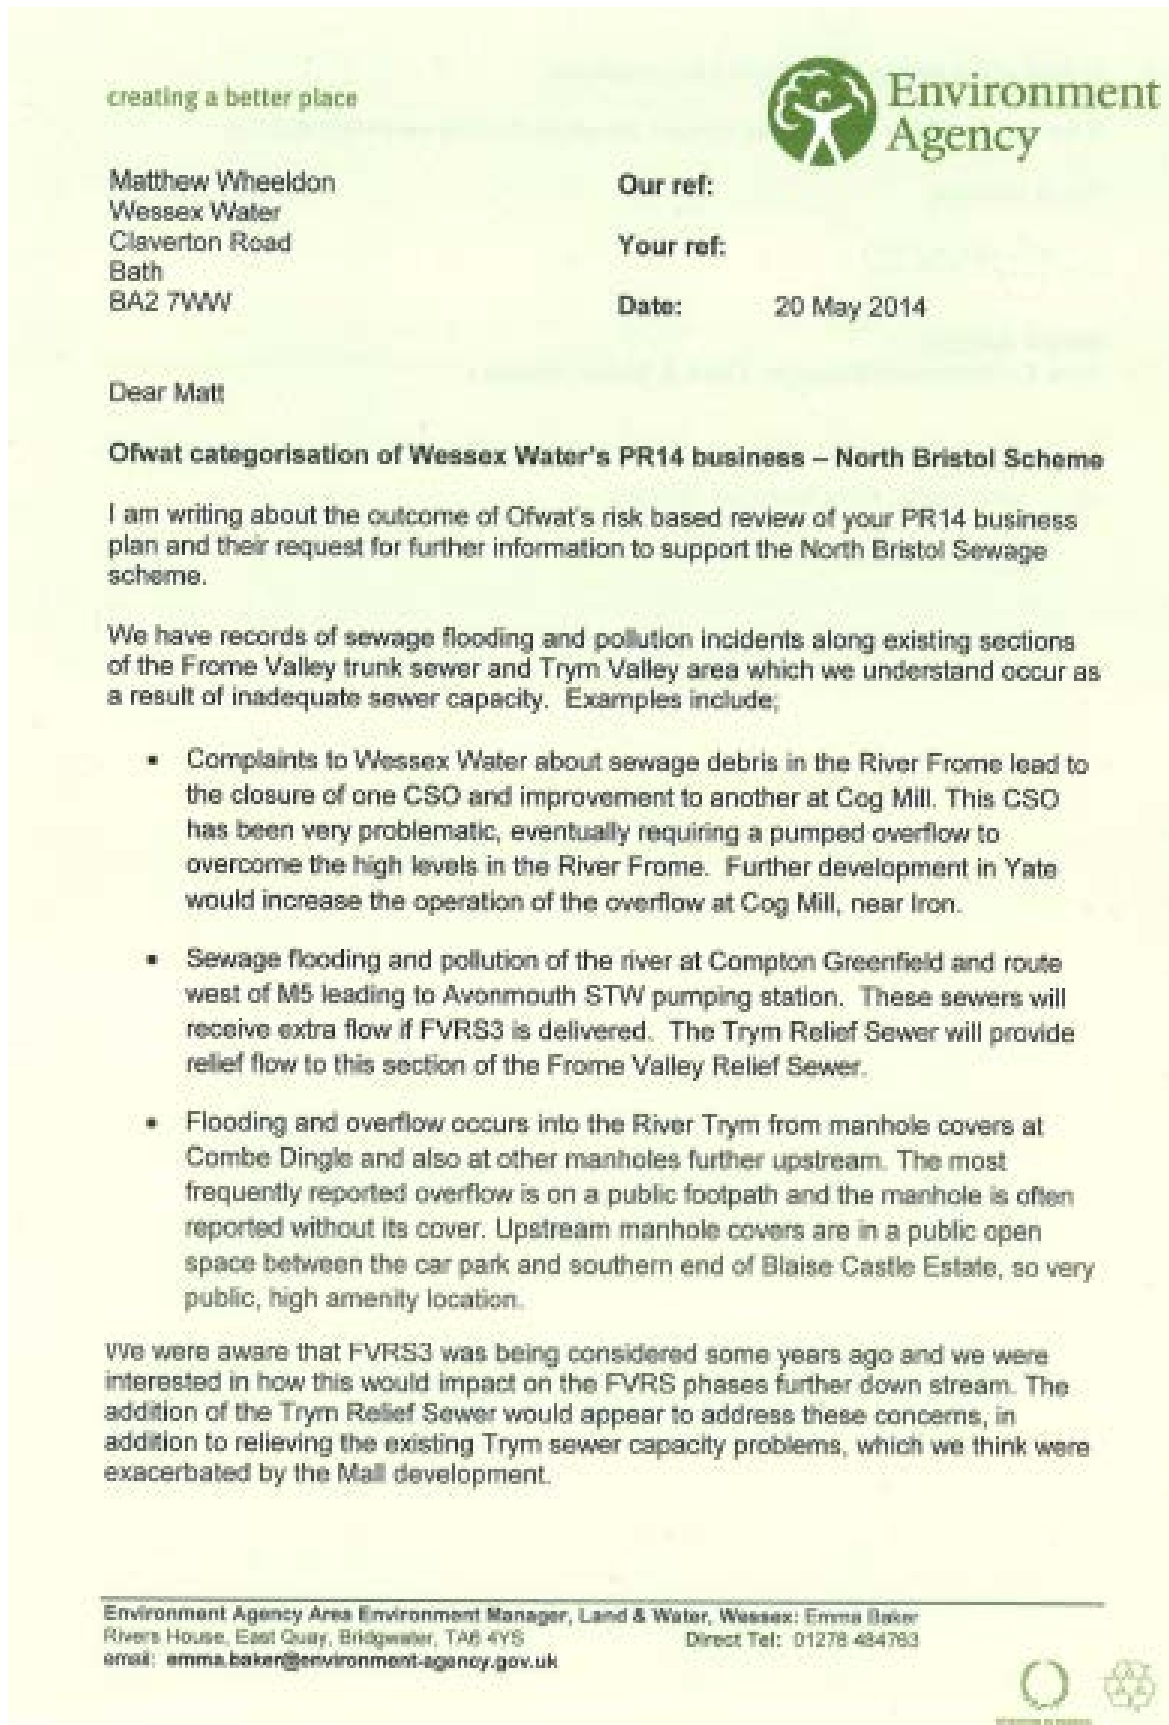 creating a better place
Environment
Agency
Matthew Wheeldon
Wessex Water
Claverton Road
Bath
BA2 7WW
Our ref:
Your ref:
Date: 20 May 2014
Dear Matt
Ofwat categorisation of Wessex Water's PR14 business – North Bristol Scheme
I am writing about the outcome of Ofwat's risk based review of your PR14 business
plan and their request for further information to support the North Bristol Sewage
scheme.
We have records of sewage flooding and pollution incidents along existing sections
of the Frome Valley trunk sewer and Trym Valley area which we understand occur as
a result of inadequate sewer capacity. Examples include;
• Complaints to Wessex Water about sewage debris in the River Frome lead to
the closure of one CSO and improvement to another at Cog Mill. This CSO
has been very problematic, eventually requiring a pumped overflow to
overcome the high levels in the River Frome. Further development in Yate
would increase the operation of the overflow at Cog Mill, near Iron.
• Sewage flooding and pollution of the river at Compton Greenfield and route
west of M5 leading to Avonmouth STW pumping station. These sewers will
receive extra flow if FVRS3 is delivered. The Trym Relief Sewer will provide
relief flow to this section of the Frome Valley Relief Sewer.
• Flooding and overflow occurs into the River Trym from manhole covers at
Combe Dingle and also at other manholes further upstream. The most
frequently reported overflow is on a public footpath and the manhole is often
reported without its cover. Upstream manhole covers are in a public open
space between the car park and southern end of Blaise Castle Estate, so very
public, high amenity location.
We were aware that FVRS3 was being considered some years ago and we were
interested in how this would impact on the FVRS phases further down stream. The
addition of the Trym Relief Sewer would appear to address these concerns, in
addition to relieving the existing Trym sewer capacity problems, which we think were
exacerbated by the Mall development.
Environment Agency Area Environment Manager, Land & Water, Wessex: Emma Baker
Rivers House, East Quay, Bridgwater, TA6 4YS Direct Tel: 01278 484763
email: emma.baker@environment-agency.gov.uk